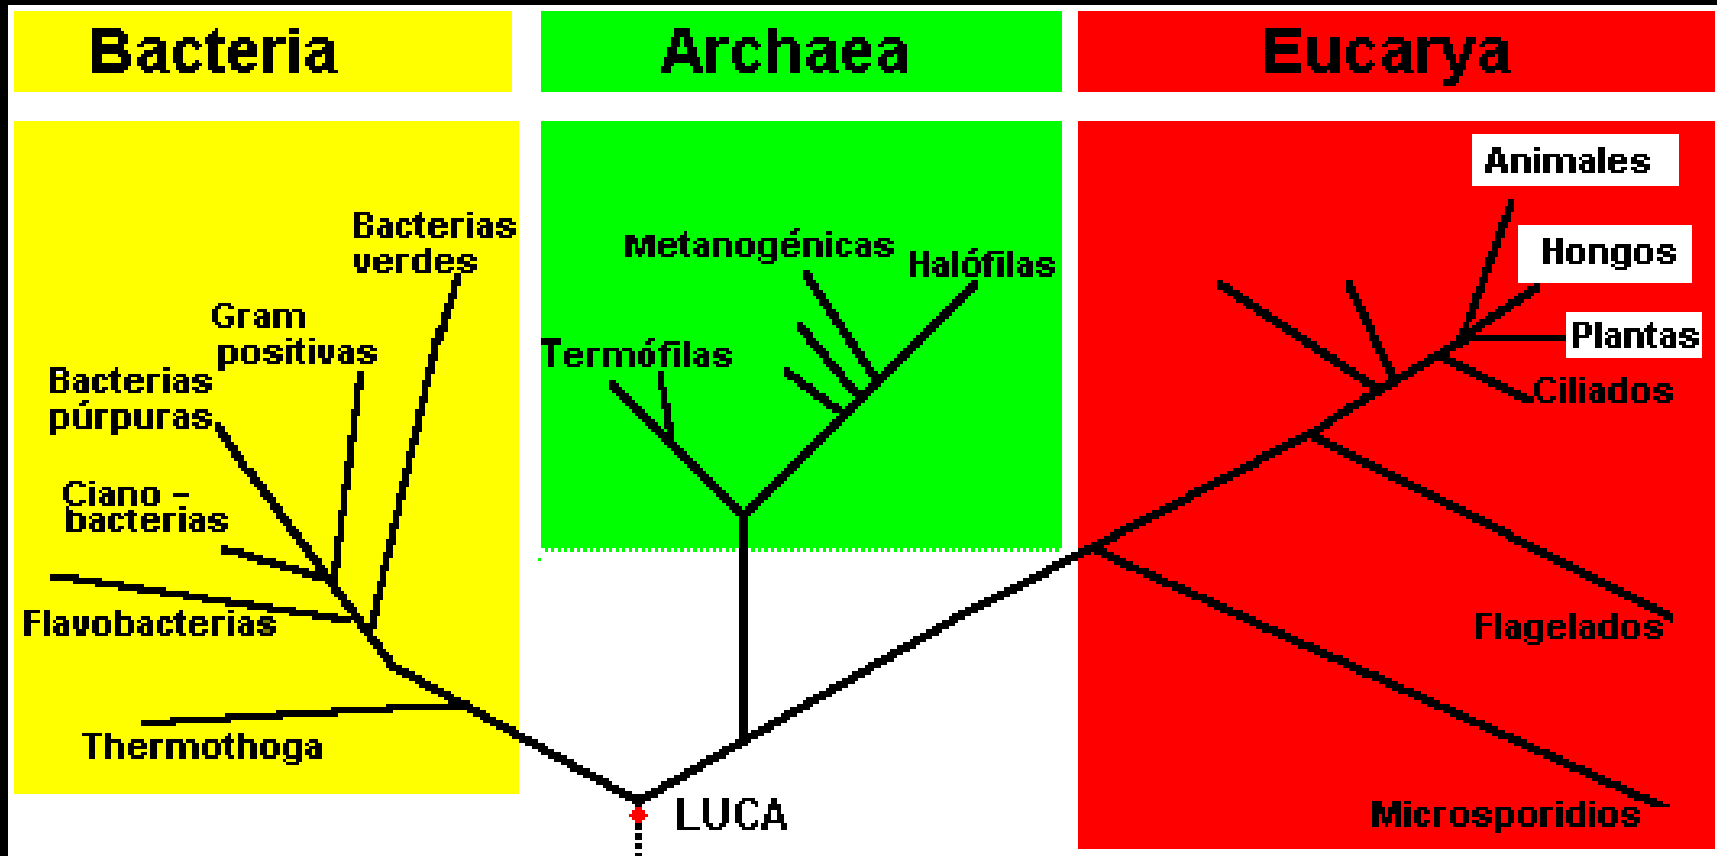 Bacteria
Archaea
Eucarya
Bacterias
verdes
Gram
positivas
Bacterias
púrpuras
Ciano -
bacterias
Flavobacterias
Thermothoga
Metanogénicas
Halófilas
Termófilas
Animales
Hongos
Plantas
Ciliados
Flagelados
Microsporidios
LUCA